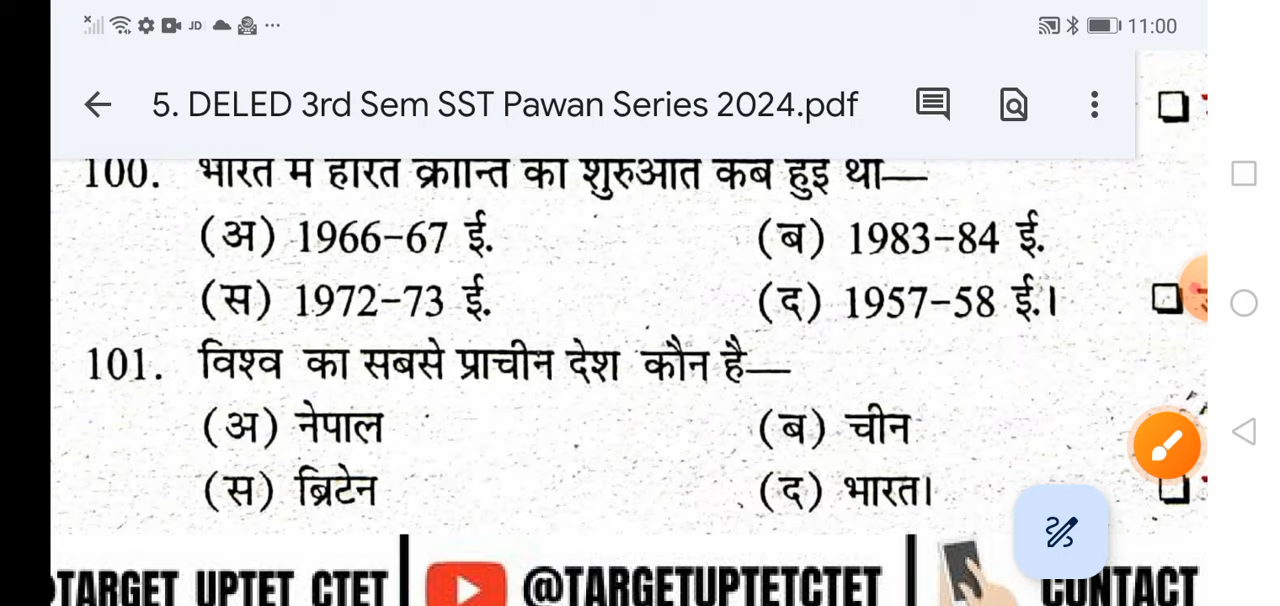 JD
11:00
5. DELED 3rd Sem SST Pawan Series 2024.pdf
100. भारत में हरित क्रान्ति की शुरुआत कब हुई थी—
(अ) 1966–67 ई. (ब) 1983–84 ई.
(स) 1972–73 ई. (द) 1957–58 ई.।
101. विश्व का सबसे प्राचीन देश कौन है—
(अ) नेपाल (ब) चीन
(स) ब्रिटेन (द) भारत।
TARGET UPTET CTET @TARGETUPTETCTET CONTACT